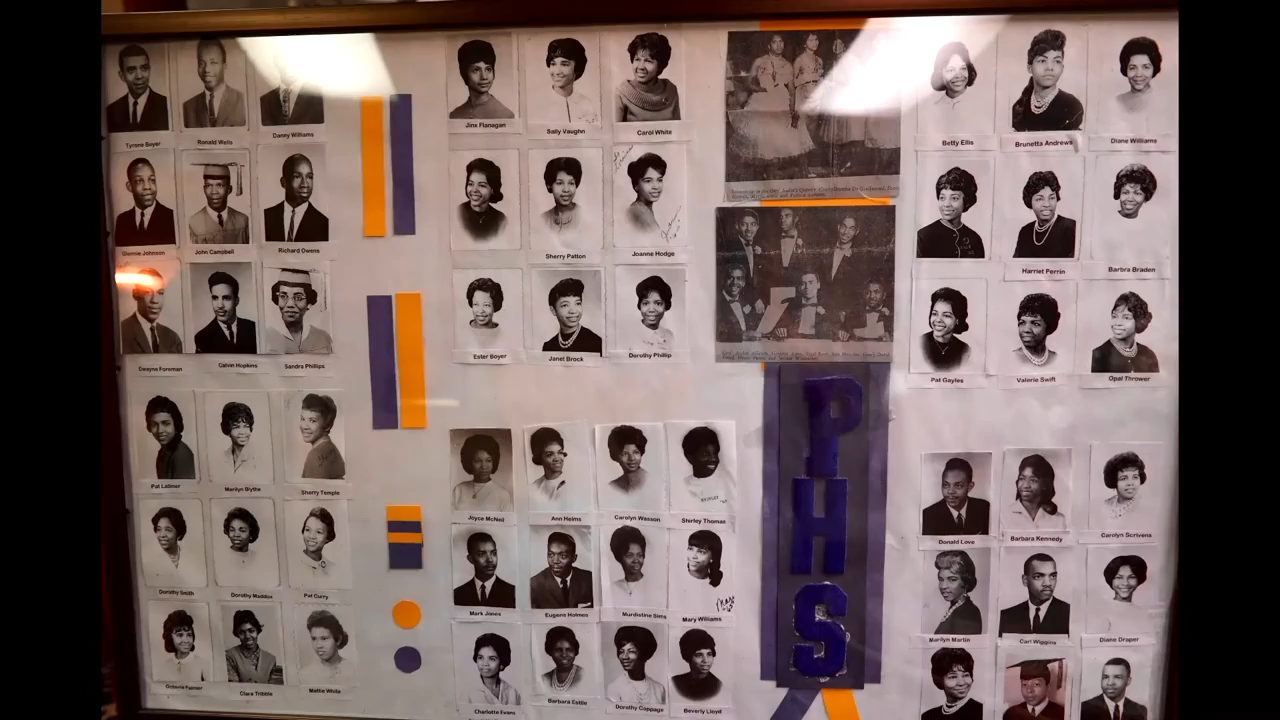 Tyrone Boyer
Ronald Wells
Danny Williams
Glennie Johnson
John Campbell
Richard Owens
Dwayne Foreman
Calvin Hopkins
Sandra Phillips
Pat Latimer
Marilyn Blythe
Sherry Temple
Dorothy Smith
Dorothy Maddox
Pat Curry
Clara Tribble
Mattie White
Jinx Flanagan
Sally Vaughn
Carol White
Sherry Patton
Joanne Hodge
Ester Boyer
Janet Brock
Dorothy Phillip
Joyce McNeil
Ann Helms
Carolyn Wesson
Shirley Thomas
Mark Jones
Eugene Holmes
Murdistine Sims
Mary Williams
Charlotte Evans
Barbara Eattle
Dorothy Coppage
Beverly Lloyd
PHS
Betty Ellis
Brunetta Andrews
Diane Williams
Harriet Perrin
Barbra Braden
Pat Gayles
Valerie Swift
Opal Thrower
Donald Love
Barbara Kennedy
Carolyn Scrivens
Marilyn Martin
Carl Wiggins
Diane Draper